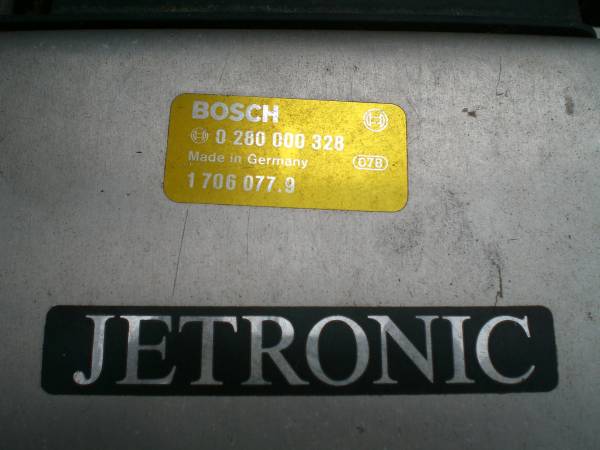 BOSCH
0 280 000 328
Made in Germany 078
1 706 077.9
JETRONIC